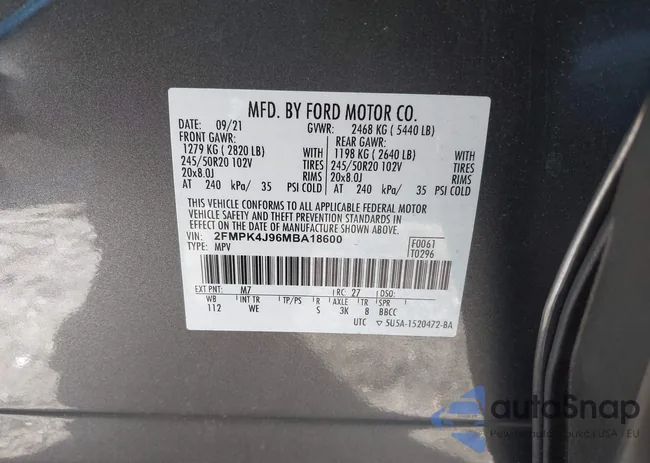 MFD. BY FORD MOTOR CO.
DATE: 09/21 GVWR: 2468 KG ( 5440 LB)
FRONT GAWR: REAR GAWR:
1279 KG ( 2820 LB) WITH 1198 KG ( 2640 LB) WITH
245/50R20 102V TIRES 245/50R20 102V TIRES
20x8.0J RIMS 20x8.0J RIMS
AT 240 kPa/ 35 PSI COLD AT 240 kPa/ 35 PSI COLD
THIS VEHICLE CONFORMS TO ALL APPLICABLE FEDERAL MOTOR
VEHICLE SAFETY AND THEFT PREVENTION STANDARDS IN
EFFECT ON THE DATE OF MANUFACTURE SHOWN ABOVE.
VIN: 2FMPK4J96MBA18600 F0061
TYPE: MPV T0296
EXT PNT: M7 RC: 27 DSO:
WB INT TR TP/PS R AXLE TR SPR
112 WE S 3K 8 BBCC
UTC ▽ 5U5A-1520472-BA
autoSnap